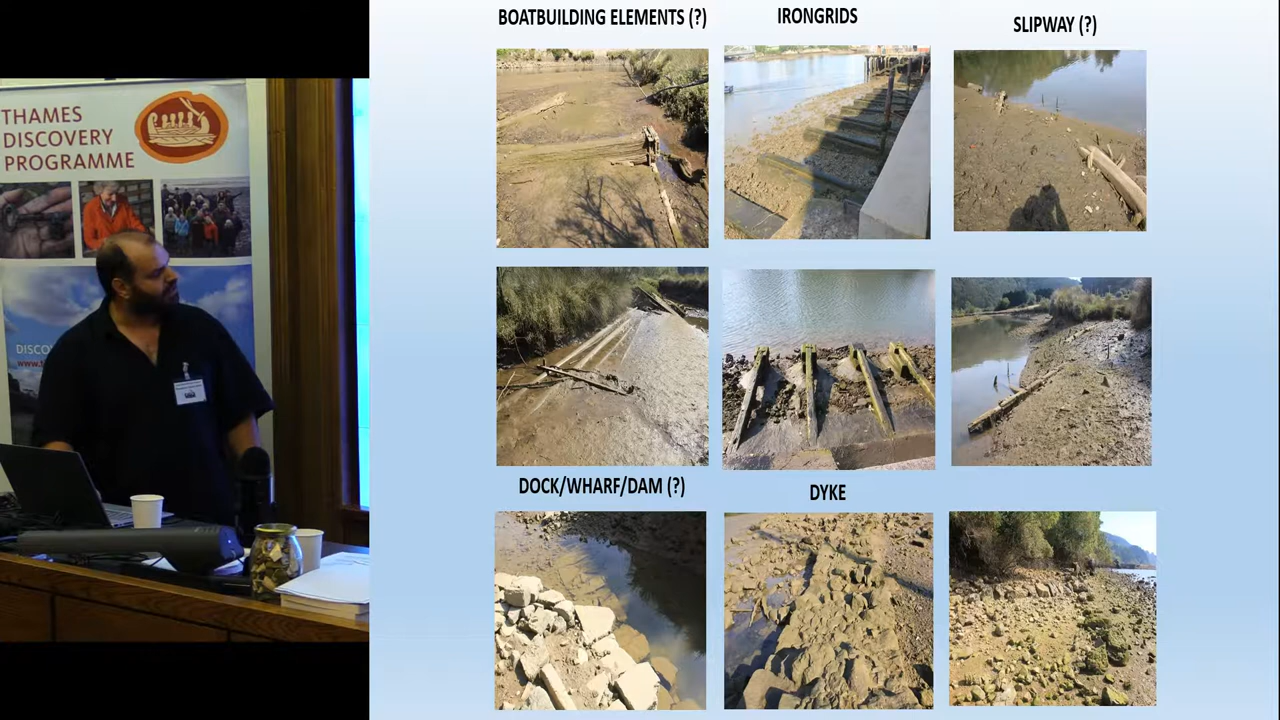 THAMES
DISCOVERY
PROGRAMME
BOATBUILDING ELEMENTS (?)
IRONGRIDS
SLIPWAY (?)
DOCK/WHARF/DAM (?)
DYKE